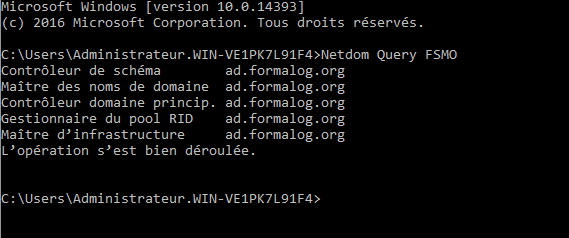 Microsoft Windows [version 10.0.14393]
(c) 2016 Microsoft Corporation. Tous droits réservés.
C:\Users\Administrateur.WIN-VE1PK7L91F4>Netdom Query FSMO
Contrôleur de schéma ad.formalog.org
Maître des noms de domaine ad.formalog.org
Contrôleur domaine princip. ad.formalog.org
Gestionnaire du pool RID ad.formalog.org
Maître d’infrastructure ad.formalog.org
L’opération s’est bien déroulée.
C:\Users\Administrateur.WIN-VE1PK7L91F4>